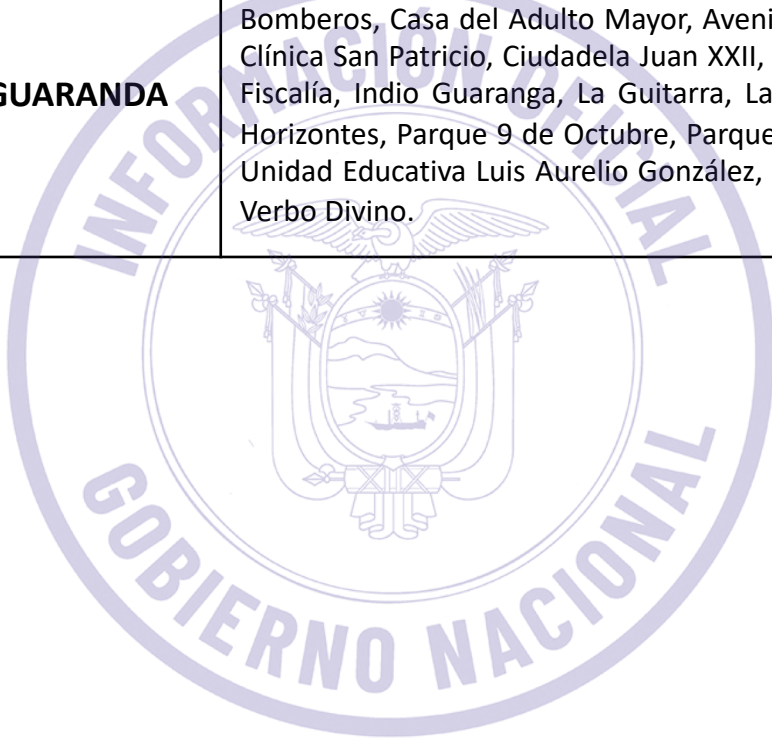 Bomberos, Casa del Adulto Mayor,
Clínica San Patricio, Ciudadela Juan XXII,
GUARANDA
Fiscalía, Indio Guaranga, La Guitarra, La
Horizontes, Parque 9 de Octubre, Parque
Unidad Educativa Luis Aurelio González,
Verbo Divino.
INFORMACIÓN OFICIAL
GOBIERNO NACIONAL